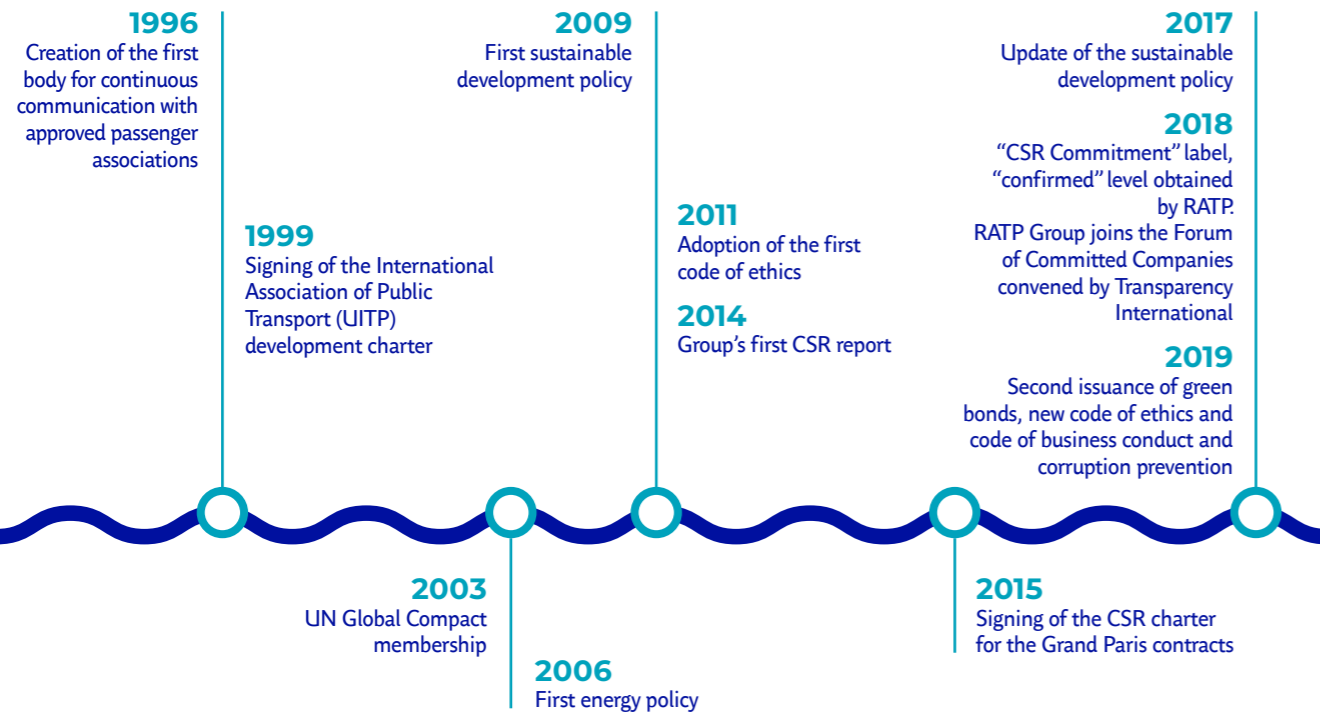 1996
Creation of the first
body for continuous
communication with
approved passenger
associations
1999
Signing of the International
Association of Public
Transport (UITP)
development charter
2003
UN Global Compact
membership
2006
First energy policy
2009
First sustainable
development policy
2011
Adoption of the first
code of ethics
2014
Group's first CSR report
2015
Signing of the CSR charter
for the Grand Paris contracts
2017
Update of the sustainable
development policy
2018
“CSR Commitment” label,
“confirmed” level obtained
by RATP.
RATP Group joins the Forum
of Committed Companies
convened by Transparency
International
2019
Second issuance of green
bonds, new code of ethics and
code of business conduct and
corruption prevention